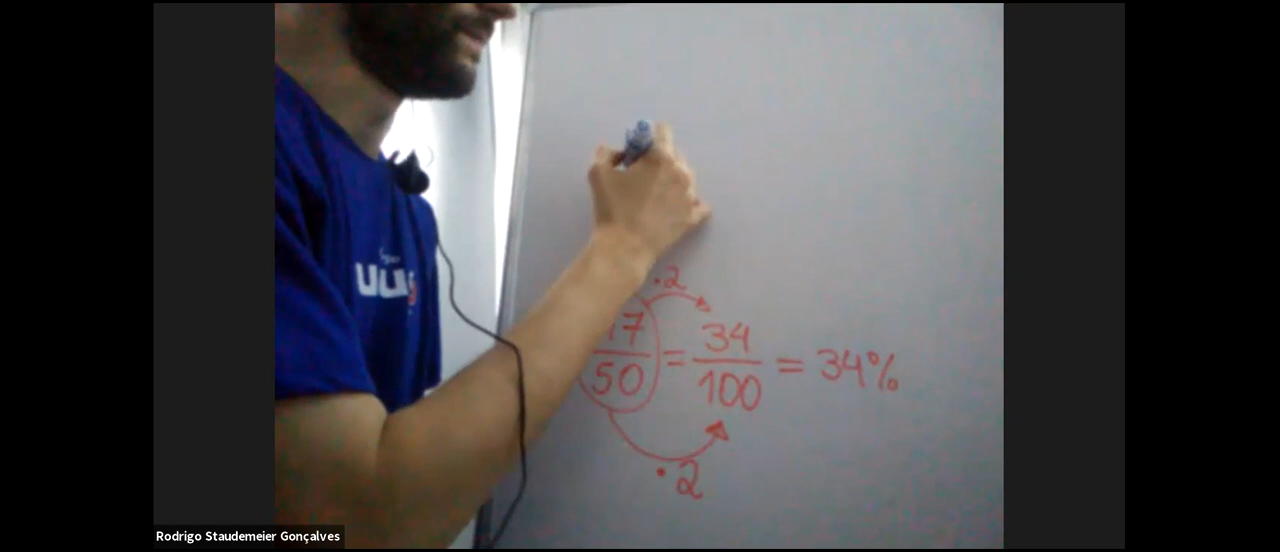 ·2
17/50 = 34/100 = 34%
·2
Rodrigo Staudemeier Gonçalves